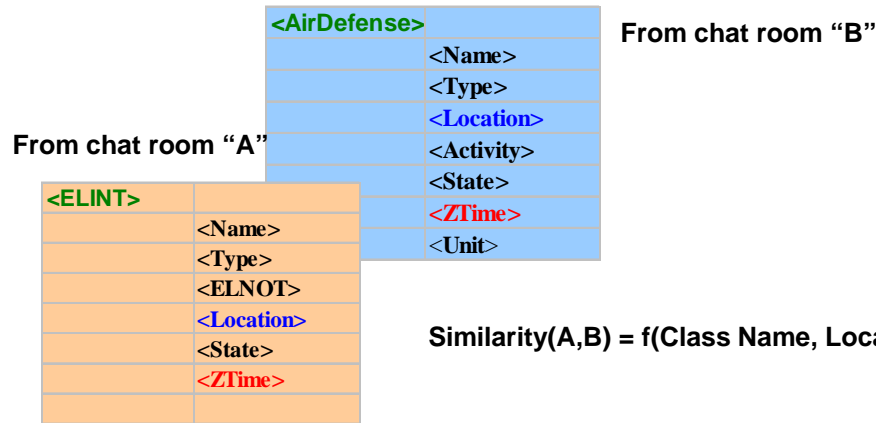 <AirDefense>
From chat room “B”
<Name>
<Type>
<Location>
<Activity>
<State>
<ZTime>
<Unit>
From chat room “A”
<ELINT>
<Name>
<Type>
<ELNOT>
<Location>
<State>
<ZTime>
Similarity(A,B) = f(Class Name, Loca